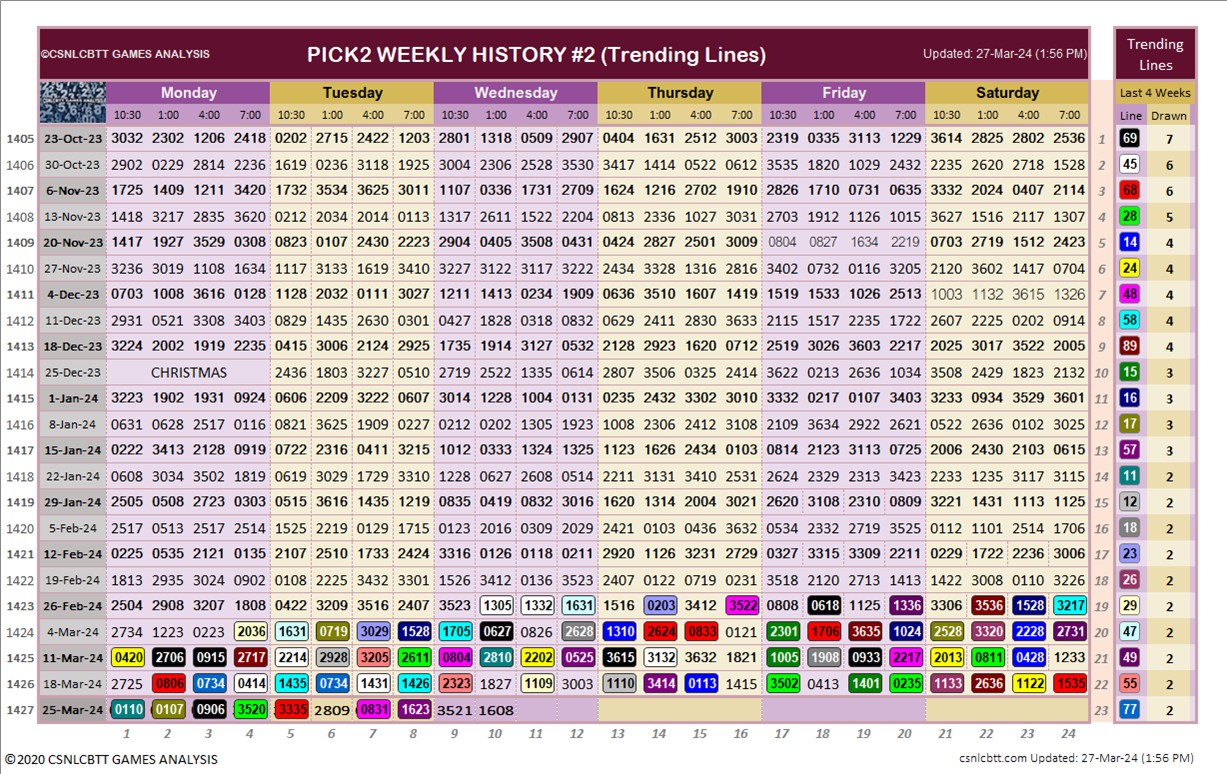 ©CSNLCBTT GAMES ANALYSIS PICK2 WEEKLY HISTORY #2 (Trending Lines) Updated: 27-Mar-24 (1:56 PM) Trending Lines
Monday Tuesday Wednesday Thursday Friday Saturday Last 4 Weeks
10:30 1:00 4:00 7:00 10:30 1:00 4:00 7:00 10:30 1:00 4:00 7:00 10:30 1:00 4:00 7:00 10:30 1:00 4:00 7:00 10:30 1:00 4:00 7:00 Line Drawn
1405 23-Oct-23 3032 2302 1206 2418 0202 2715 2422 1203 2801 1318 0509 2907 0404 1631 2512 3003 2319 0335 3113 1229 3614 2825 2802 2536 1 69 7
1406 30-Oct-23 2902 0229 2814 2236 1619 0236 3118 1925 3004 2306 2528 3530 3417 1414 0522 0612 3535 1820 1029 2432 2235 2620 2718 1528 2 45 6
1407 6-Nov-23 1725 1409 1211 3420 1732 3534 3625 3011 1107 0336 1731 2709 1624 1216 2702 1910 2826 1710 0731 0635 3332 2024 0407 2114 3 68 6
1408 13-Nov-23 1418 3217 2835 3620 0212 2034 2014 0113 1317 2611 1522 2204 0813 2336 1027 3031 2703 1912 1126 1015 3627 1516 2117 1307 4 28 5
1409 20-Nov-23 1417 1927 3529 0308 0823 0107 2430 2223 2904 0405 3508 0431 0424 2827 2501 3009 0804 0827 1634 2219 0703 2719 1512 2423 5 14 4
1410 27-Nov-23 3236 3019 1108 1634 1117 3133 1619 3410 3227 3122 3117 3222 2434 3328 1316 2816 3402 0732 0116 3205 2120 3602 1417 0704 6 24 4
1411 4-Dec-23 0703 1008 3616 0128 1128 2032 0111 3027 1211 1413 0234 1909 0636 3510 1607 1419 1519 1533 1026 2513 1003 1132 3615 1326 7 48 4
1412 11-Dec-23 2931 0521 3308 3403 0829 1435 2630 0301 0427 1828 0318 0832 0629 2411 2830 3633 2115 1517 2235 1722 2607 2225 0202 0914 8 58 4
1413 18-Dec-23 3224 2002 1919 2235 0415 3006 2124 2925 1735 1914 3127 0532 2128 2923 1620 0712 2519 3026 3603 2217 2025 3017 3522 2005 9 89 4
1414 25-Dec-23 CHRISTMAS 2436 1803 3227 0510 2719 2522 1335 0614 2807 3506 0325 2414 3622 0213 2636 1034 3508 2429 1823 2132 10 15 3
1415 1-Jan-24 3223 1902 1931 0924 0606 2209 3222 0607 3014 1228 1004 0131 0235 2432 3302 3010 3332 0217 0107 3403 3233 0934 3529 3601 11 16 3
1416 8-Jan-24 0631 0628 2517 0116 0821 3625 1909 0227 0212 0202 1305 1923 1008 2306 2412 3108 2109 3634 2922 2621 0522 2636 0102 3025 12 17 3
1417 15-Jan-24 0222 3413 2128 0919 0722 2316 0411 3215 1012 0333 1324 1325 1123 1626 2434 0103 0814 2123 3113 0725 2006 2430 2103 0615 13 57 3
1418 22-Jan-24 0608 3034 3502 1819 0619 3029 1729 3311 1228 0627 2608 0514 2211 3131 3410 2531 2624 2329 2313 3423 2233 1235 3117 3115 14 11 2
1419 29-Jan-24 2505 0508 2723 0303 0515 3616 1435 1219 0835 0419 0832 3016 1620 1314 2004 3021 2620 3108 2310 0809 3221 1431 1113 1125 15 12 2
1420 5-Feb-24 2517 0513 2517 2514 1525 2219 0129 1715 0123 2016 0309 2029 2421 0103 0436 3632 0534 2332 2719 3525 0112 1101 2514 1706 16 18 2
1421 12-Feb-24 0225 0535 2121 0135 2107 2510 1733 2424 3316 0126 0118 0211 2920 1126 3231 2729 0327 3315 3309 2211 0229 1722 2236 3006 17 23 2
1422 19-Feb-24 1813 2935 3024 0902 0108 2225 3432 3301 1526 3412 0136 3523 2407 0122 0719 0231 3518 2120 2713 1413 1422 3008 0110 3226 18 26 2
1423 26-Feb-24 2504 2908 3207 1808 0422 3209 3516 2407 3523 1305 1332 1631 1516 0203 3412 3522 0808 0618 1125 1336 3306 3536 1528 3217 19 29 2
1424 4-Mar-24 2734 1223 0223 2036 1631 0719 3029 1528 1705 0627 0826 2628 1310 2624 0833 0121 2301 1706 3635 1024 2528 3320 2228 2731 20 47 2
1425 11-Mar-24 0420 2706 0915 2717 2214 2928 3205 2611 0804 2810 2202 0525 3615 3132 3632 1821 1005 1908 0933 2217 2013 0811 0428 1233 21 49 2
1426 18-Mar-24 2725 0806 0734 0414 1435 0734 1431 1426 2323 1827 1109 3003 1110 3414 0113 1415 3502 0413 1401 0235 1133 2636 1122 1535 22 55 2
1427 25-Mar-24 0110 0107 0906 3520 3335 2809 0831 1623 3521 1608 23 77 2
1 2 3 4 5 6 7 8 9 10 11 12 13 14 15 16 17 18 19 20 21 22 23 24
©2020 CSNLCBTT GAMES ANALYSIS csnlcbtt.com Updated: 27-Mar-24 (1:56 PM)